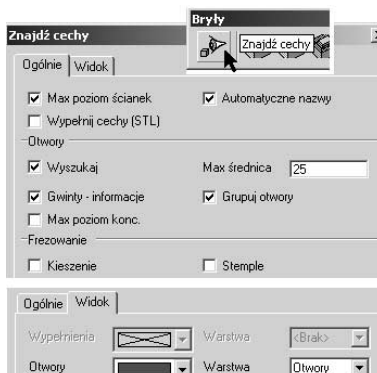 Bryły
Znajdź cechy
Znajdź cechy
Ogólnie Widok
Max poziom ścianek Automatyczne nazwy
Wypełnij cechy (STL)
Otwory
Wyszukaj Max średnica 25
Gwinty - informacje Grupuj otwory
Max poziom konc.
Frezowanie
Kieszenie Stemple
Ogólnie Widok
Wypełnienia Warstwa <Brak>
Otwory Warstwa Otwory